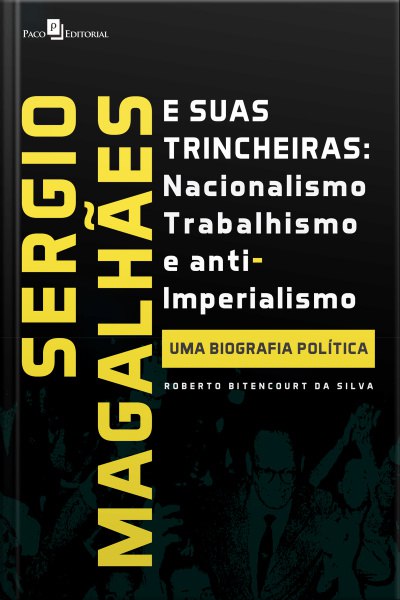 PACO EDITORIAL
SERGIO
MAGALHÃES
E SUAS
TRINCHEIRAS:
Nacionalismo
Trabalhismo
e anti-
Imperialismo
UMA BIOGRAFIA POLÍTICA
ROBERTO BITENCOURT DA SILVA